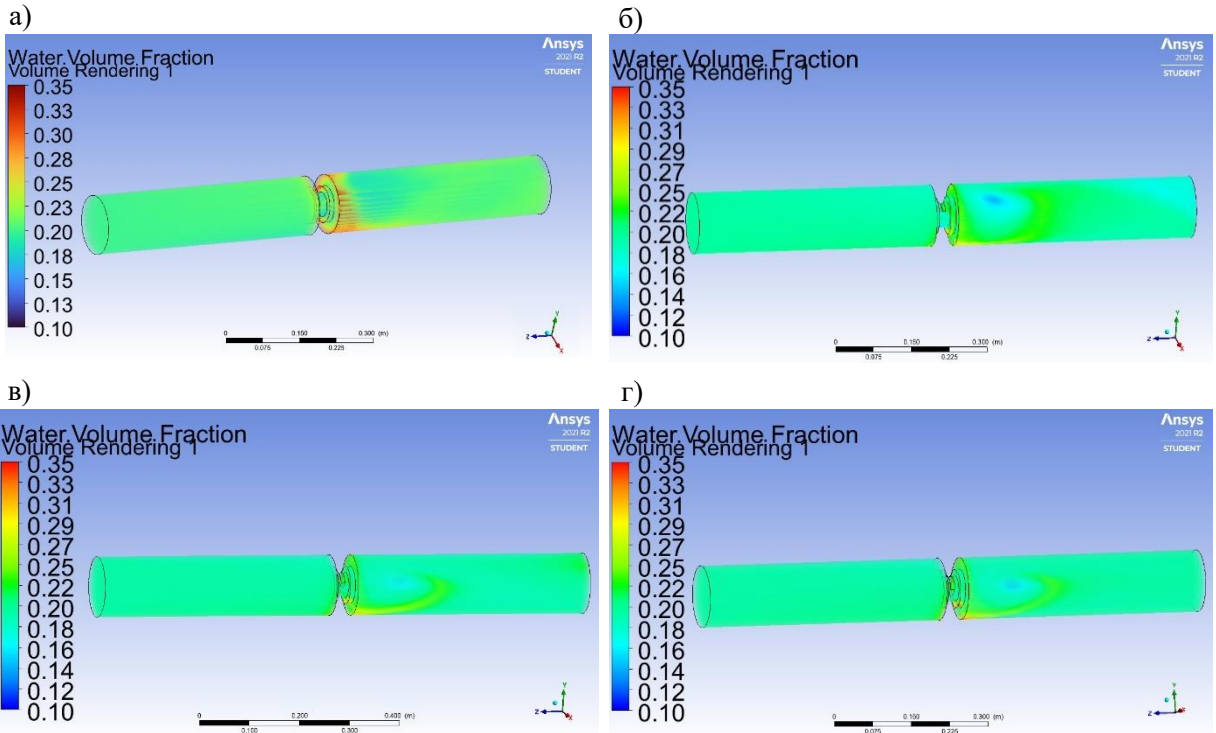 а)
Ansys
2021 R2
STUDENT
Water.Volume Fraction
Volume Rendering 1
0.35
0.33
0.30
0.28
0.25
0.23
0.20
0.18
0.15
0.13
0.10
0 0.150 0.300 (m)
0.075 0.225
Z Y X
б)
Ansys
2021 R2
STUDENT
Water.Volume Fraction
Volume Rendering 1
0.35
0.33
0.31
0.29
0.27
0.25
0.22
0.20
0.18
0.16
0.14
0.12
0.10
0 0.150 0.300 (m)
0.075 0.225
Z Y X
в)
Ansys
2021 R2
STUDENT
Water.Volume Fraction
Volume Rendering 1
0.35
0.33
0.31
0.29
0.27
0.25
0.22
0.20
0.18
0.16
0.14
0.12
0.10
0 0.200 0.400 (m)
0.100 0.300
Z Y X
г)
Ansys
2021 R2
STUDENT
Water.Volume Fraction
Volume Rendering 1
0.35
0.33
0.31
0.29
0.27
0.25
0.22
0.20
0.18
0.16
0.14
0.12
0.10
0 0.150 0.300 (m)
0.075 0.225
Z Y X